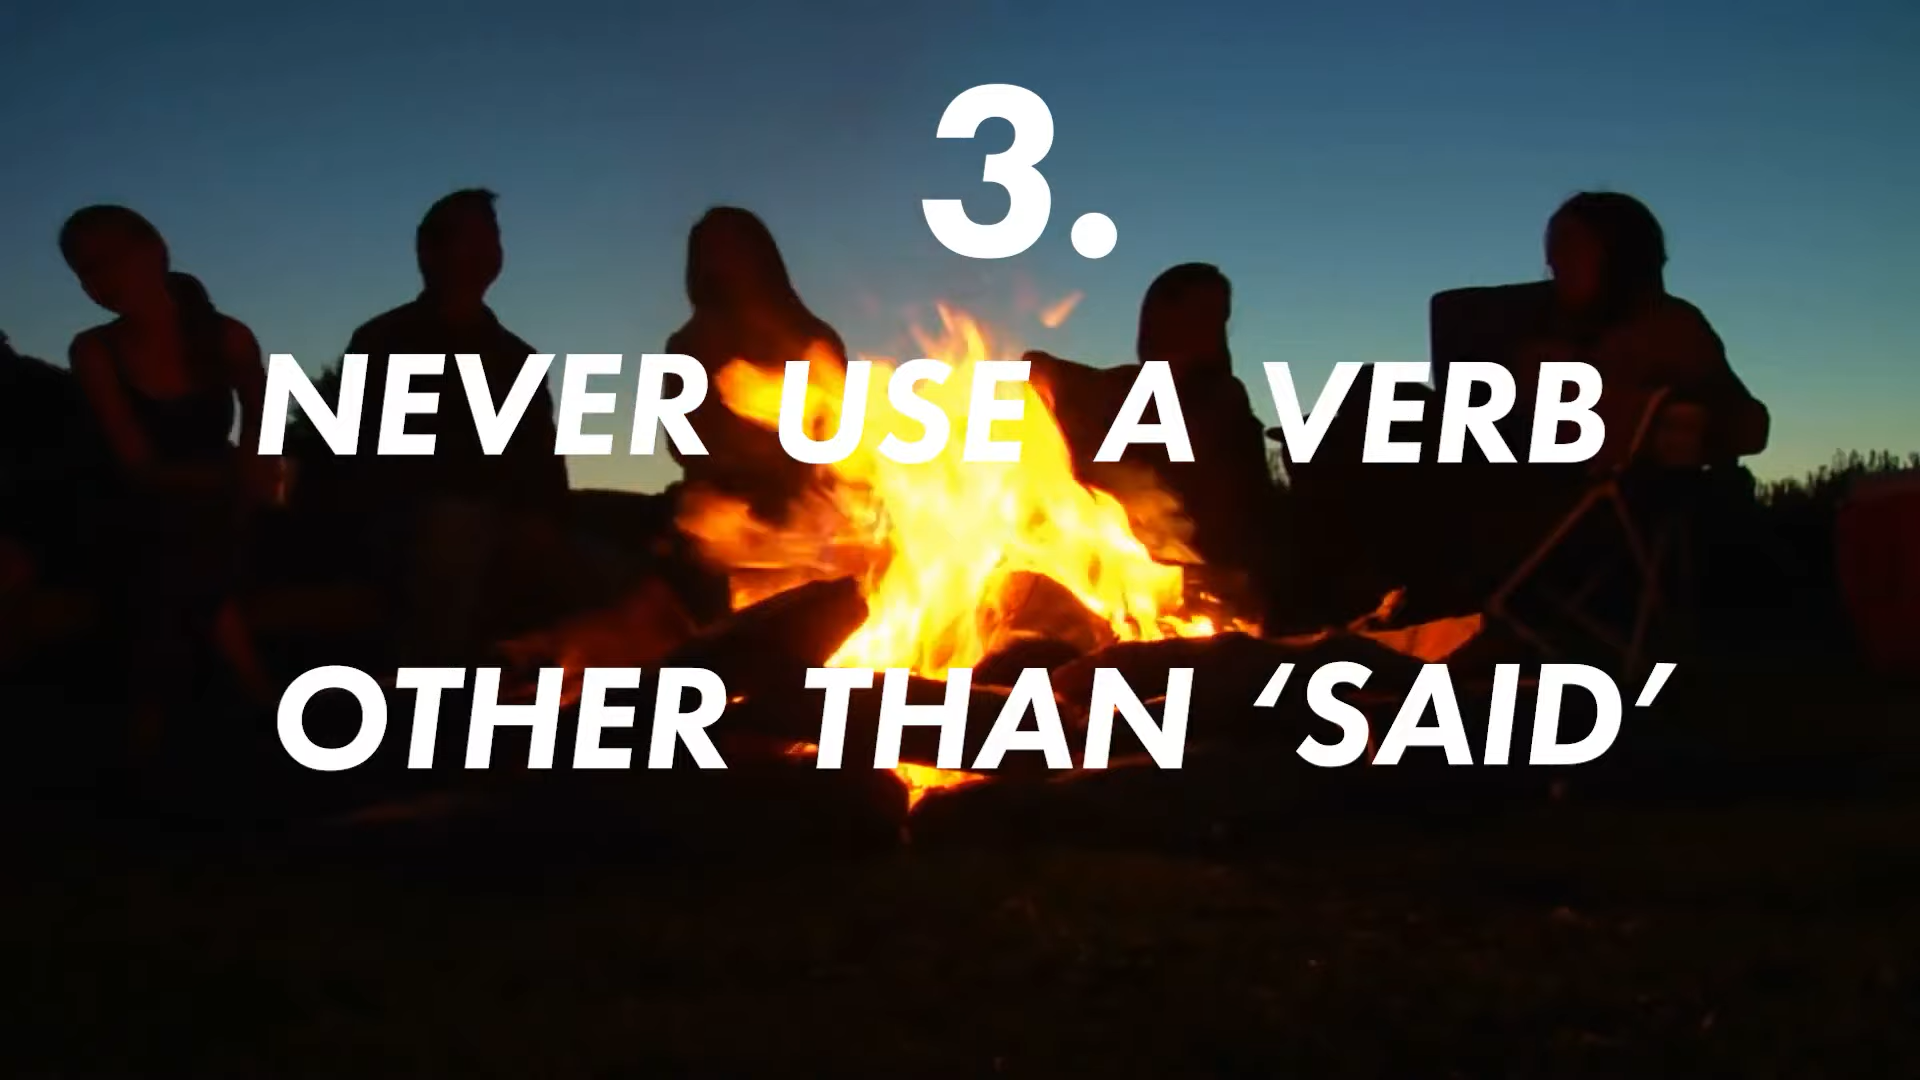 3.
NEVER USE A VERB
OTHER THAN ‘SAID’